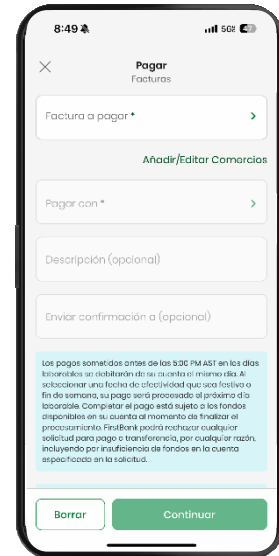 8:49
5G
Pagar
Facturas
Factura a pagar *
Añadir/Editar Comercios
Pagar con *
Descripción (opcional)
Enviar confirmación a (opcional)
Los pagos sometidos antes de las 5:00 PM AST en los días
laborables se debitarán de su cuenta el mismo día. Al
seleccionar una fecha de efectividad que sea festivo o
fin de semana, su pago será procesado el próximo día
laborable. Completar el pago está sujeto a los fondos
disponibles en su cuenta al momento de finalizar el
procesamiento. FirstBank podrá rechazar cualquier
solicitud para pago o transferencia, por cualquier razón,
incluyendo por insuficiencia de fondos en la cuenta
especificada en la solicitud.
Borrar
Continuar